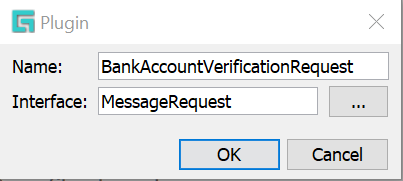 Plugin
Name: BankAccountVerificationRequest
Interface: MessageRequest ...
OK Cancel